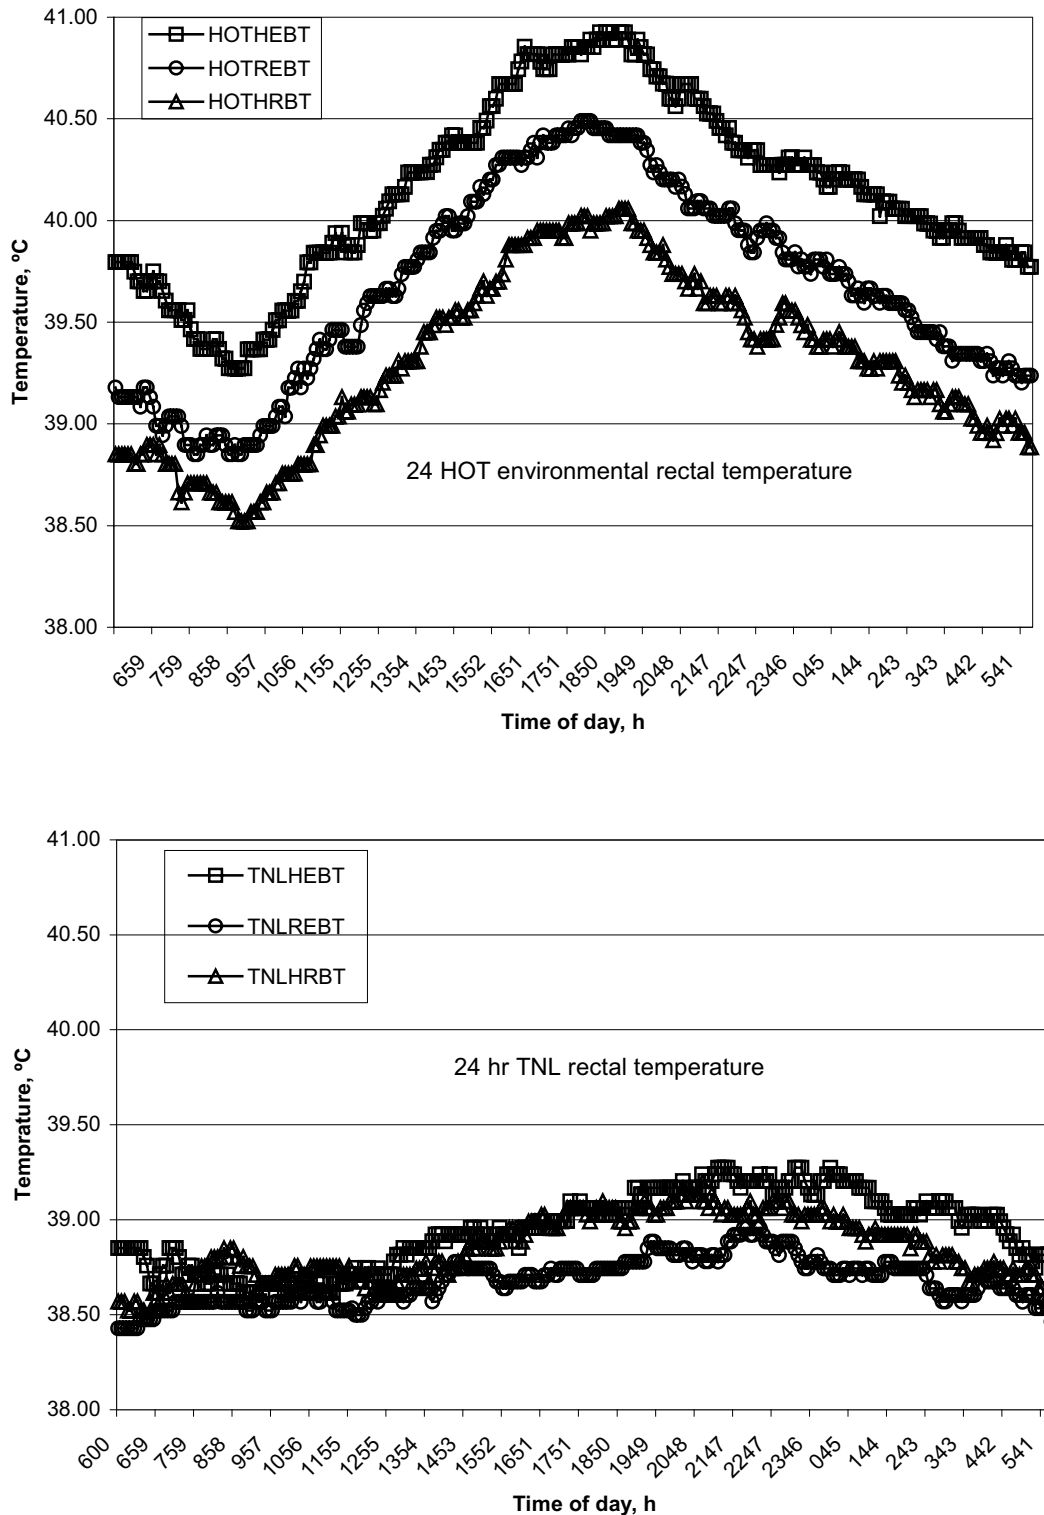 41.00
40.50
40.00
39.50
39.00
38.50
38.00
Temperature, ºC
HOTHEBT
HOTREBT
HOTHRBT
24 HOT environmental rectal temperature
659 759 858 957 1056 1155 1255 1354 1453 1552 1651 1751 1850 1949 2048 2147 2247 2346 045 144 243 343 442 541
Time of day, h
41.00
40.50
40.00
39.50
39.00
38.50
38.00
Temprature, ºC
TNLHEBT
TNLREBT
TNLHRBT
24 hr TNL rectal temperature
600 659 759 858 957 1056 1155 1255 1354 1453 1552 1651 1751 1850 1949 2048 2147 2247 2346 045 144 243 343 442 541
Time of day, h